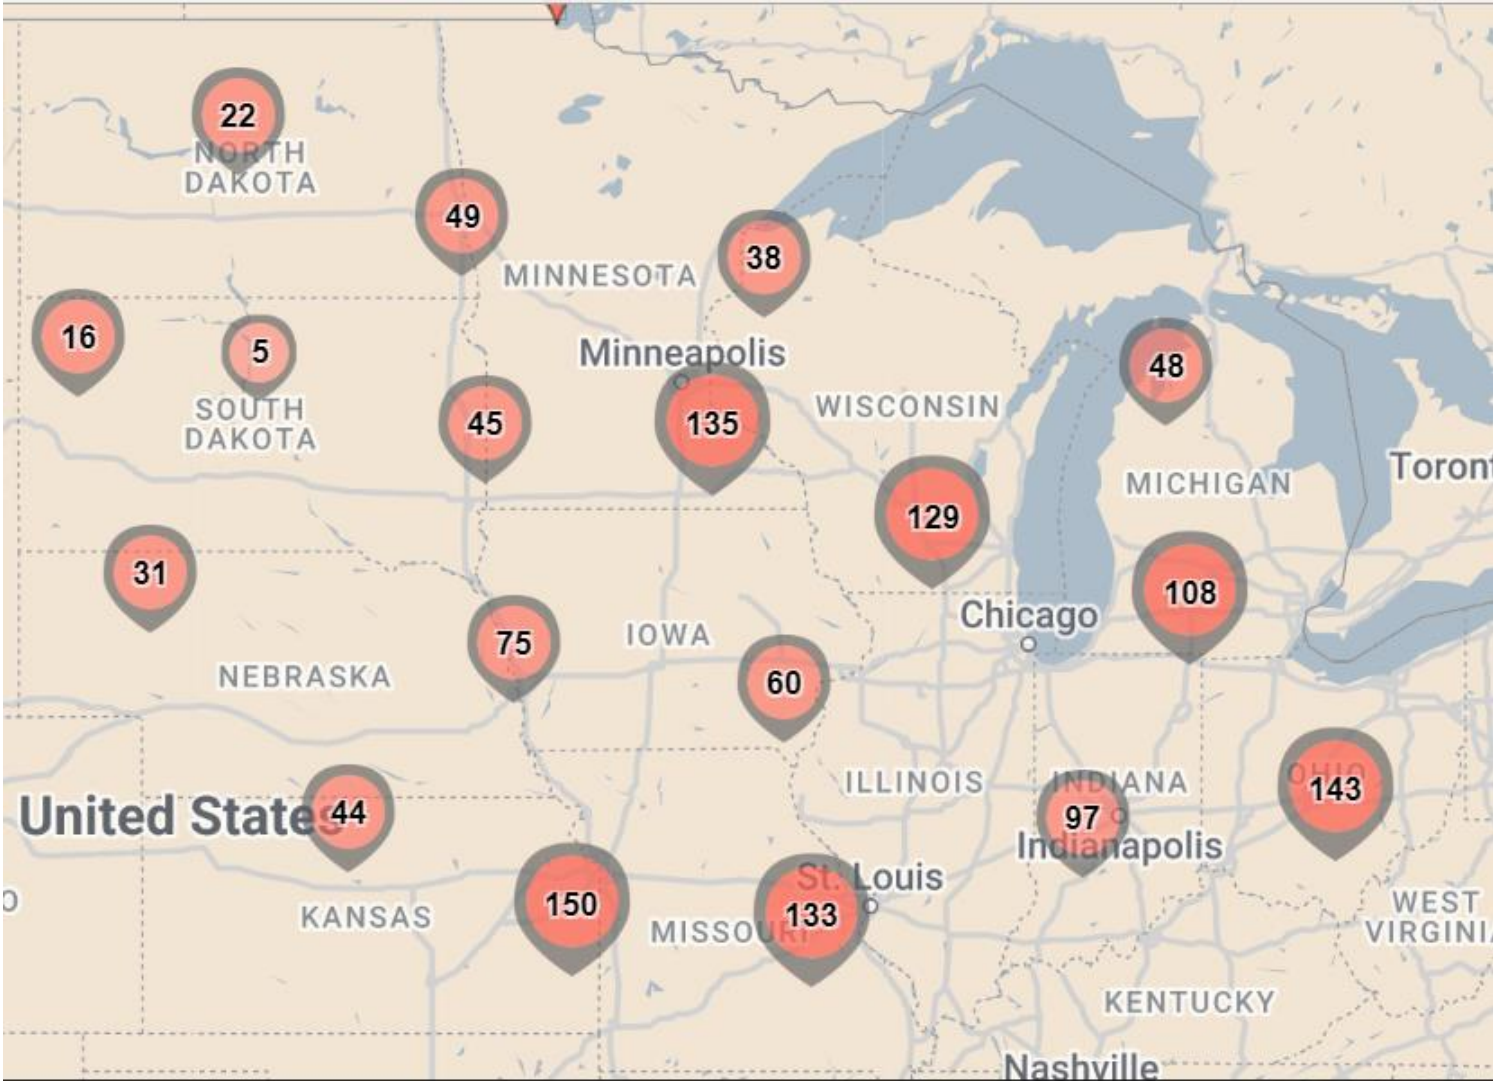 22
NORTH
DAKOTA
49
MINNESOTA
38
16
5
Minneapolis
48
SOUTH
DAKOTA
45
135
WISCONSIN
Toront
MICHIGAN
129
31
108
Chicago
75
IOWA
60
NEBRASKA
ILLINOIS
INDIANA
OHIO
143
United States
44
97
Indianapolis
St. Louis
O
150
133
KANSAS
MISSOURI
WEST
VIRGINIA
KENTUCKY
Nashville